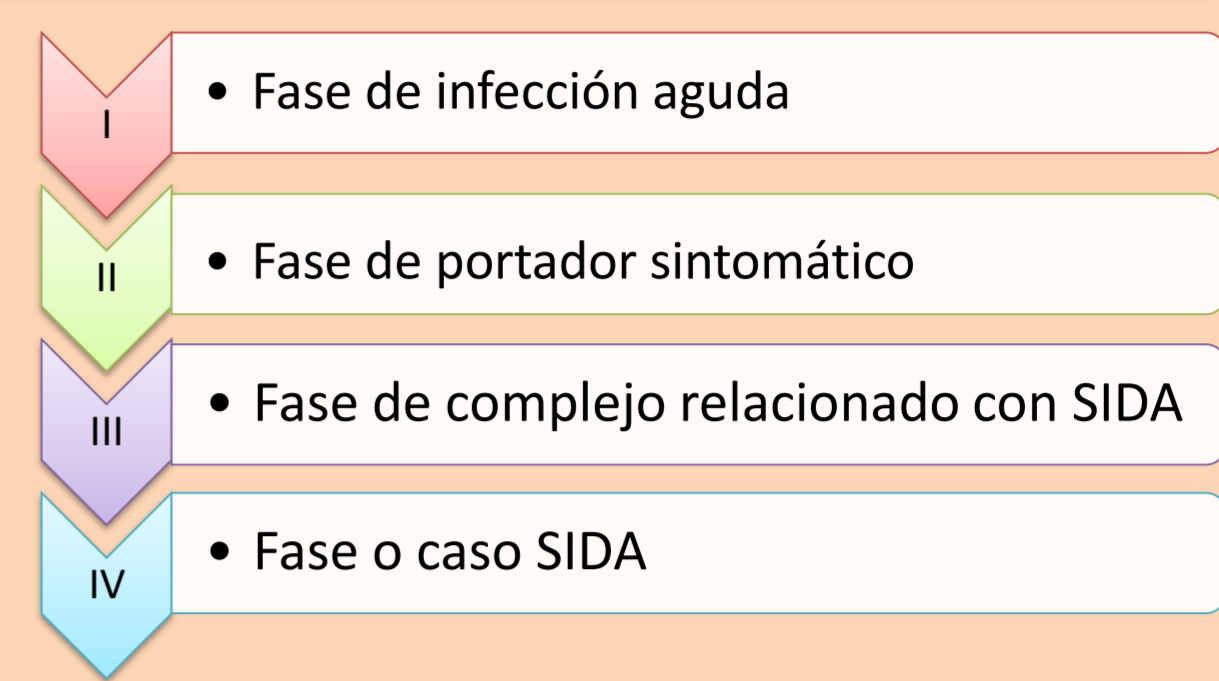 I
• Fase de infección aguda
II
• Fase de portador sintomático
III
• Fase de complejo relacionado con SIDA
IV
• Fase o caso SIDA